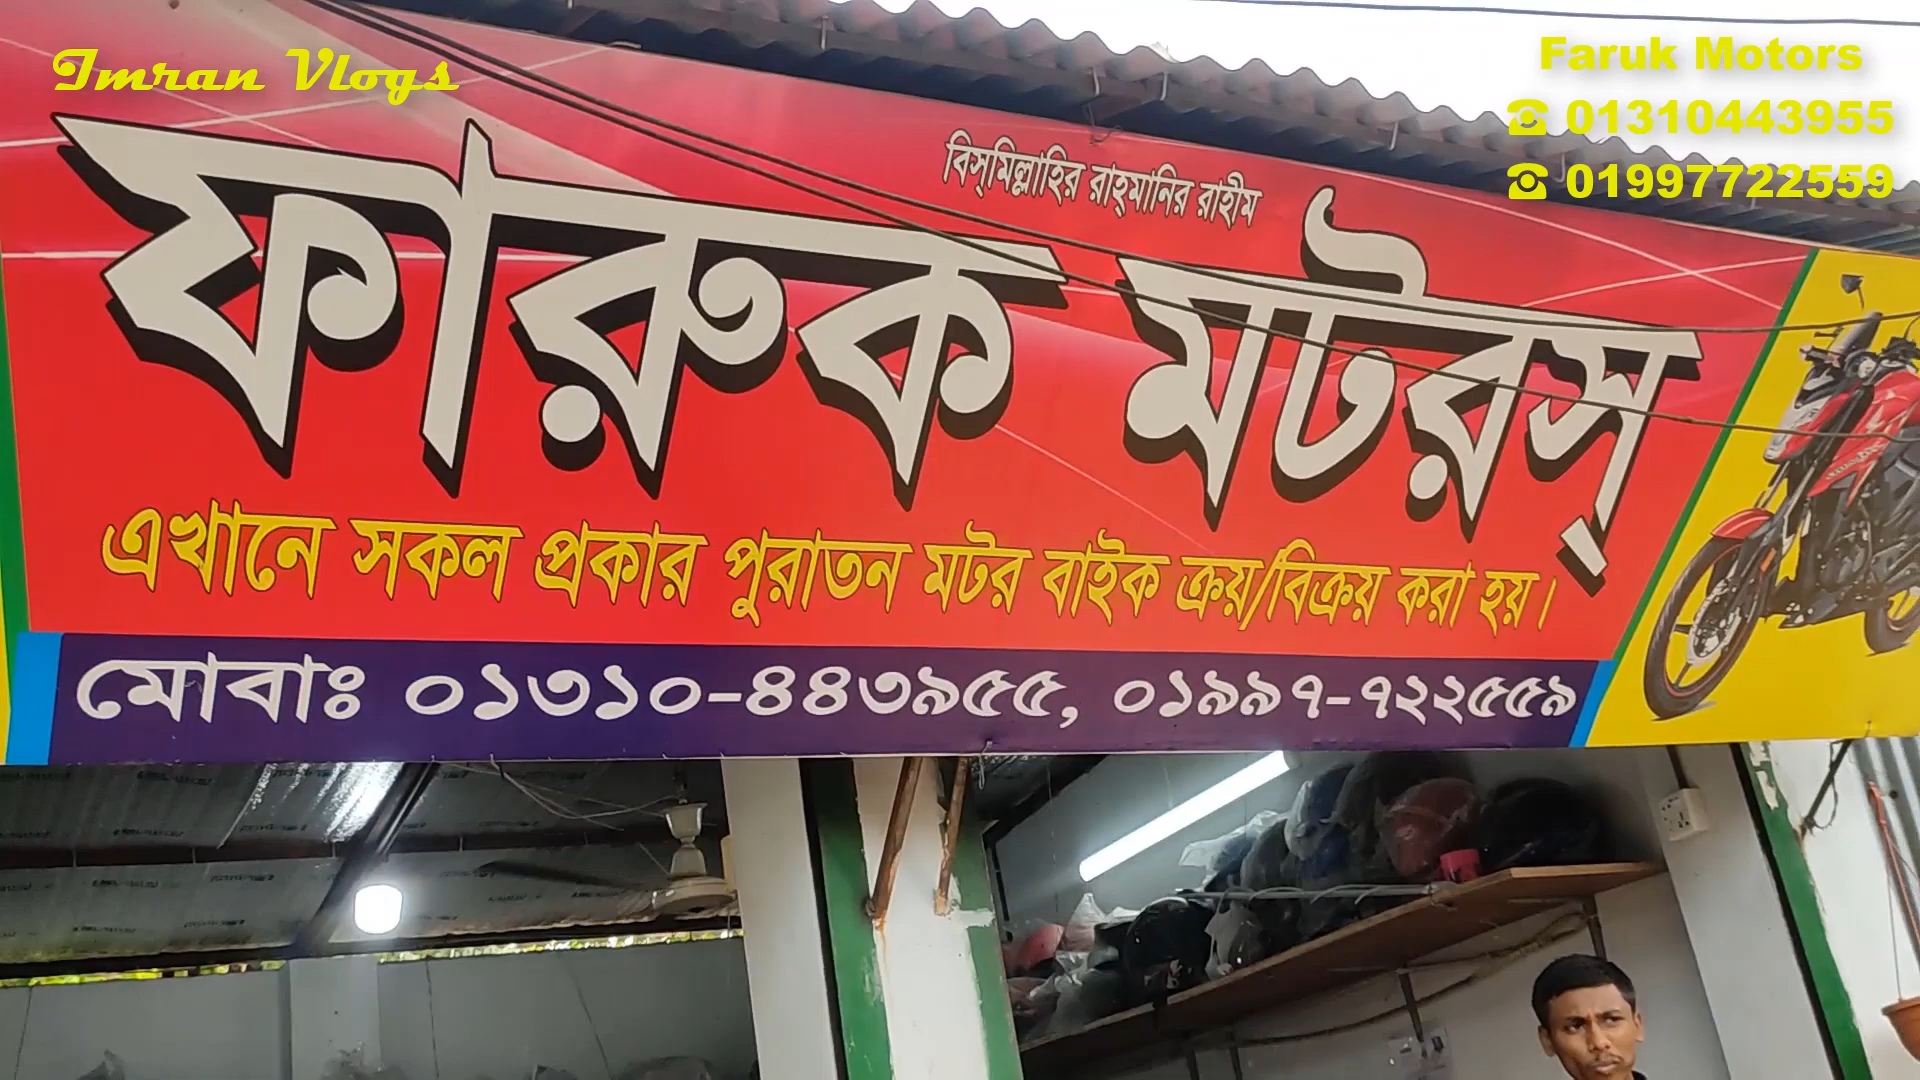 Imran Vlogs
Faruk Motors
☎ 01310443955
☎ 01997722559
বিস্‌মিল্লাহির রাহ্‌মানির রাহীম
ফারুক মটরস্
এখানে সকল প্রকার পুরাতন মটর বাইক ক্রয়/বিক্রয় করা হয়।
মোবাঃ ০১৩১০-৪৪৩৯৫৫, ০১৯৯৭-৭২২৫৫৯